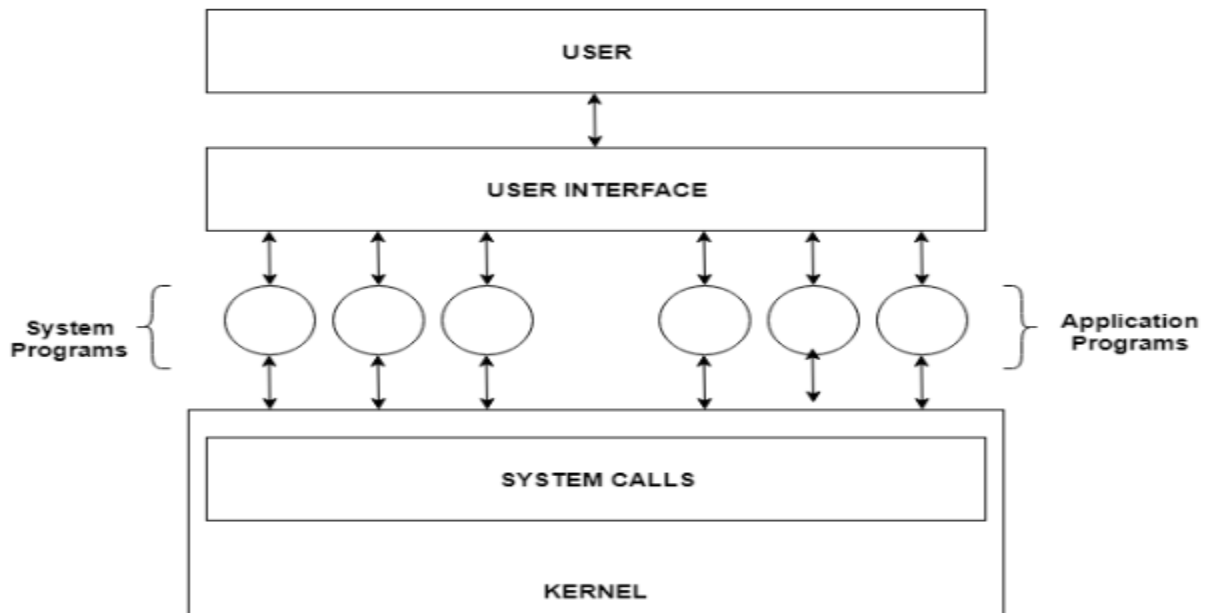 USER
USER INTERFACE
System
Programs
Application
Programs
SYSTEM CALLS
KERNEL